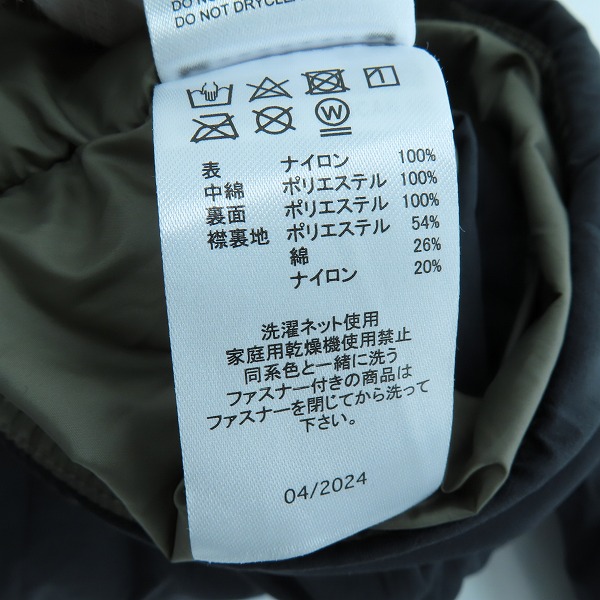 DO NOT DRYCLE
W
表 ナイロン 100%
中綿 ポリエステル 100%
裏面 ポリエステル 100%
襟裏地 ポリエステル 54%
綿 26%
ナイロン 20%
洗濯ネット使用
家庭用乾燥機使用禁止
同系色と一緒に洗う
ファスナー付きの商品は
ファスナーを閉じてから洗って
下さい。
04/2024